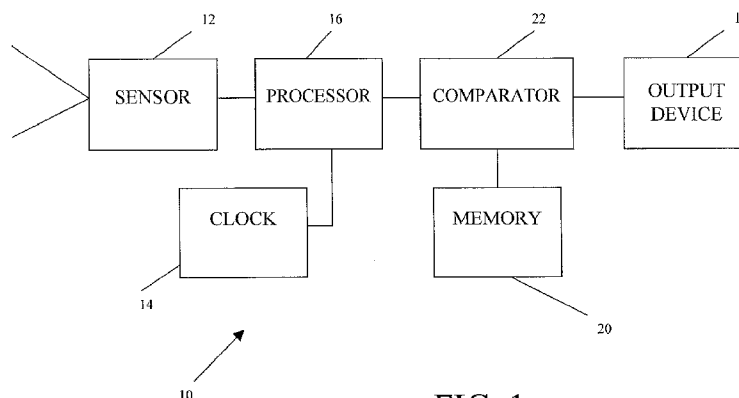 12
16
22
SENSOR
PROCESSOR
COMPARATOR
OUTPUT
DEVICE
CLOCK
MEMORY
14
20
10